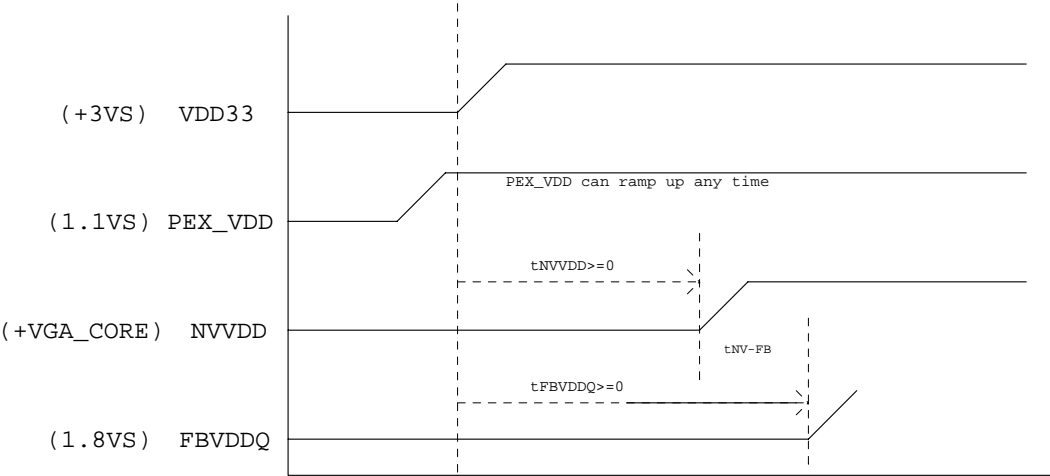 (+3VS) VDD33
PEX_VDD can ramp up any time
(1.1VS) PEX_VDD
tNVVDD>=0
(+VGA_CORE) NVVDD
tNV-FB
tFBVDDQ>=0
(1.8VS) FBVDDQ